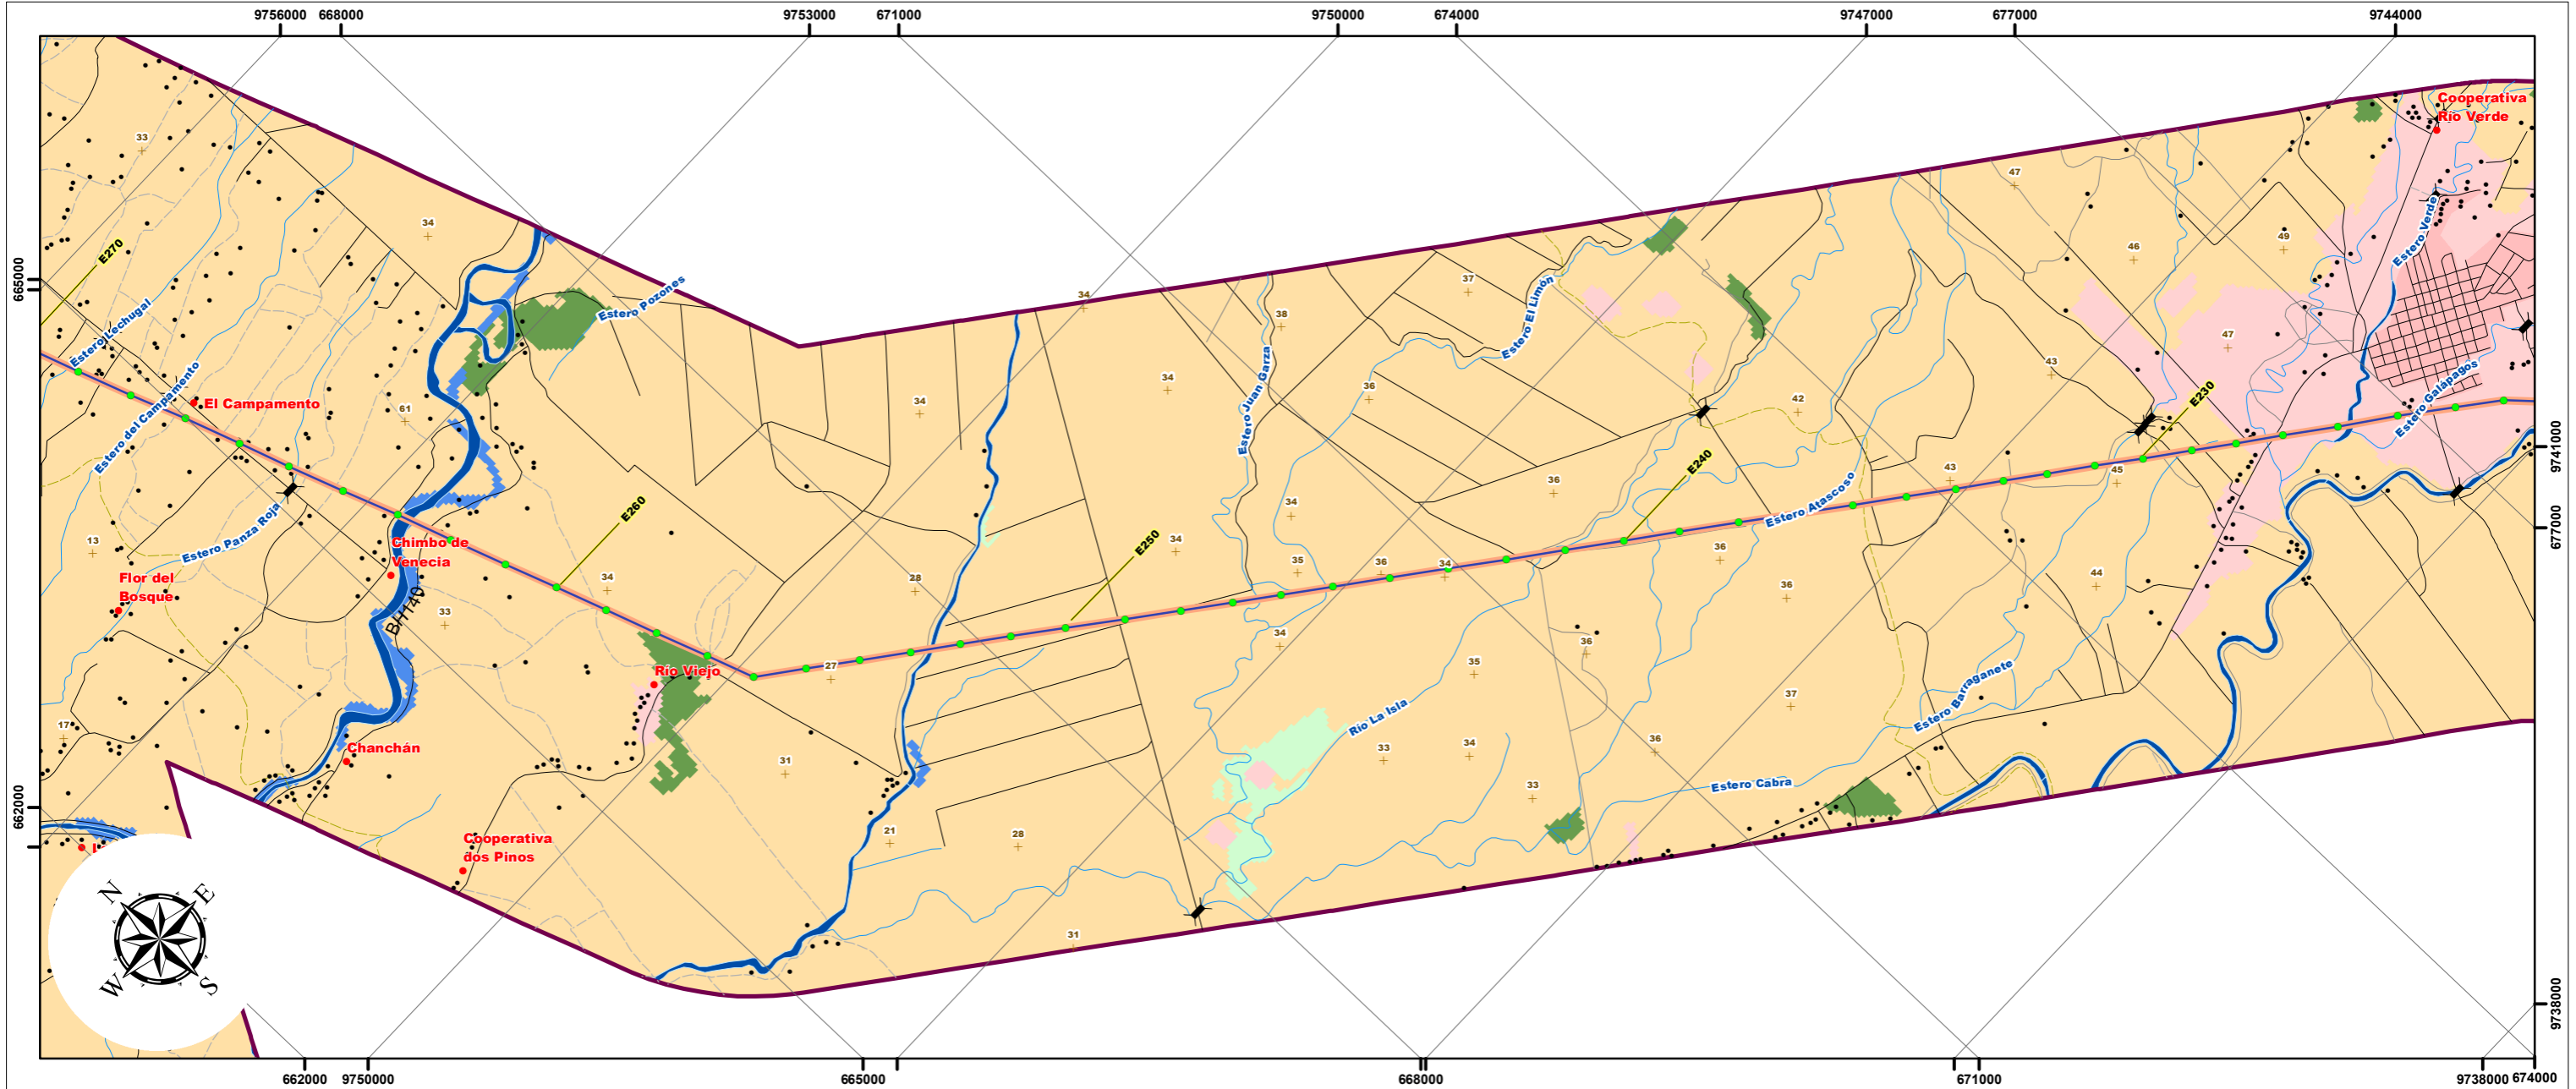 9756000 668000 9753000 671000 9750000 674000 9747000 677000 9744000
Cooperativa
Río Verde
33
47
34
46
49
E270
665000
Estero Lechugal
Estero Pozones
Estero Verde
37
34
38
Estero El Limón
47
Estero del Campamento
El Campamento
61
34
34
Estero Juan Garza
36
42
43
E230
Estero Galápagos
9741000
E240
43
45
36
Estero Atascoso
34
E260
Estero Panza Roja
13
Chimbo de
Venecia
E250
34
35
36
34
36
677000
Flor del
Bosque
B/H140
33
34
28
36
44
34
36
Río Viejo
27
35
37
Estero Barraganete
Río La Isla
17
Chanchán
31
33
34
36
Estero Cabra
33
662000
Cooperativa
dos Pinos
21
28
31
N
E
W
S
9738000
662000 9750000 665000 668000 671000 9738000 674000